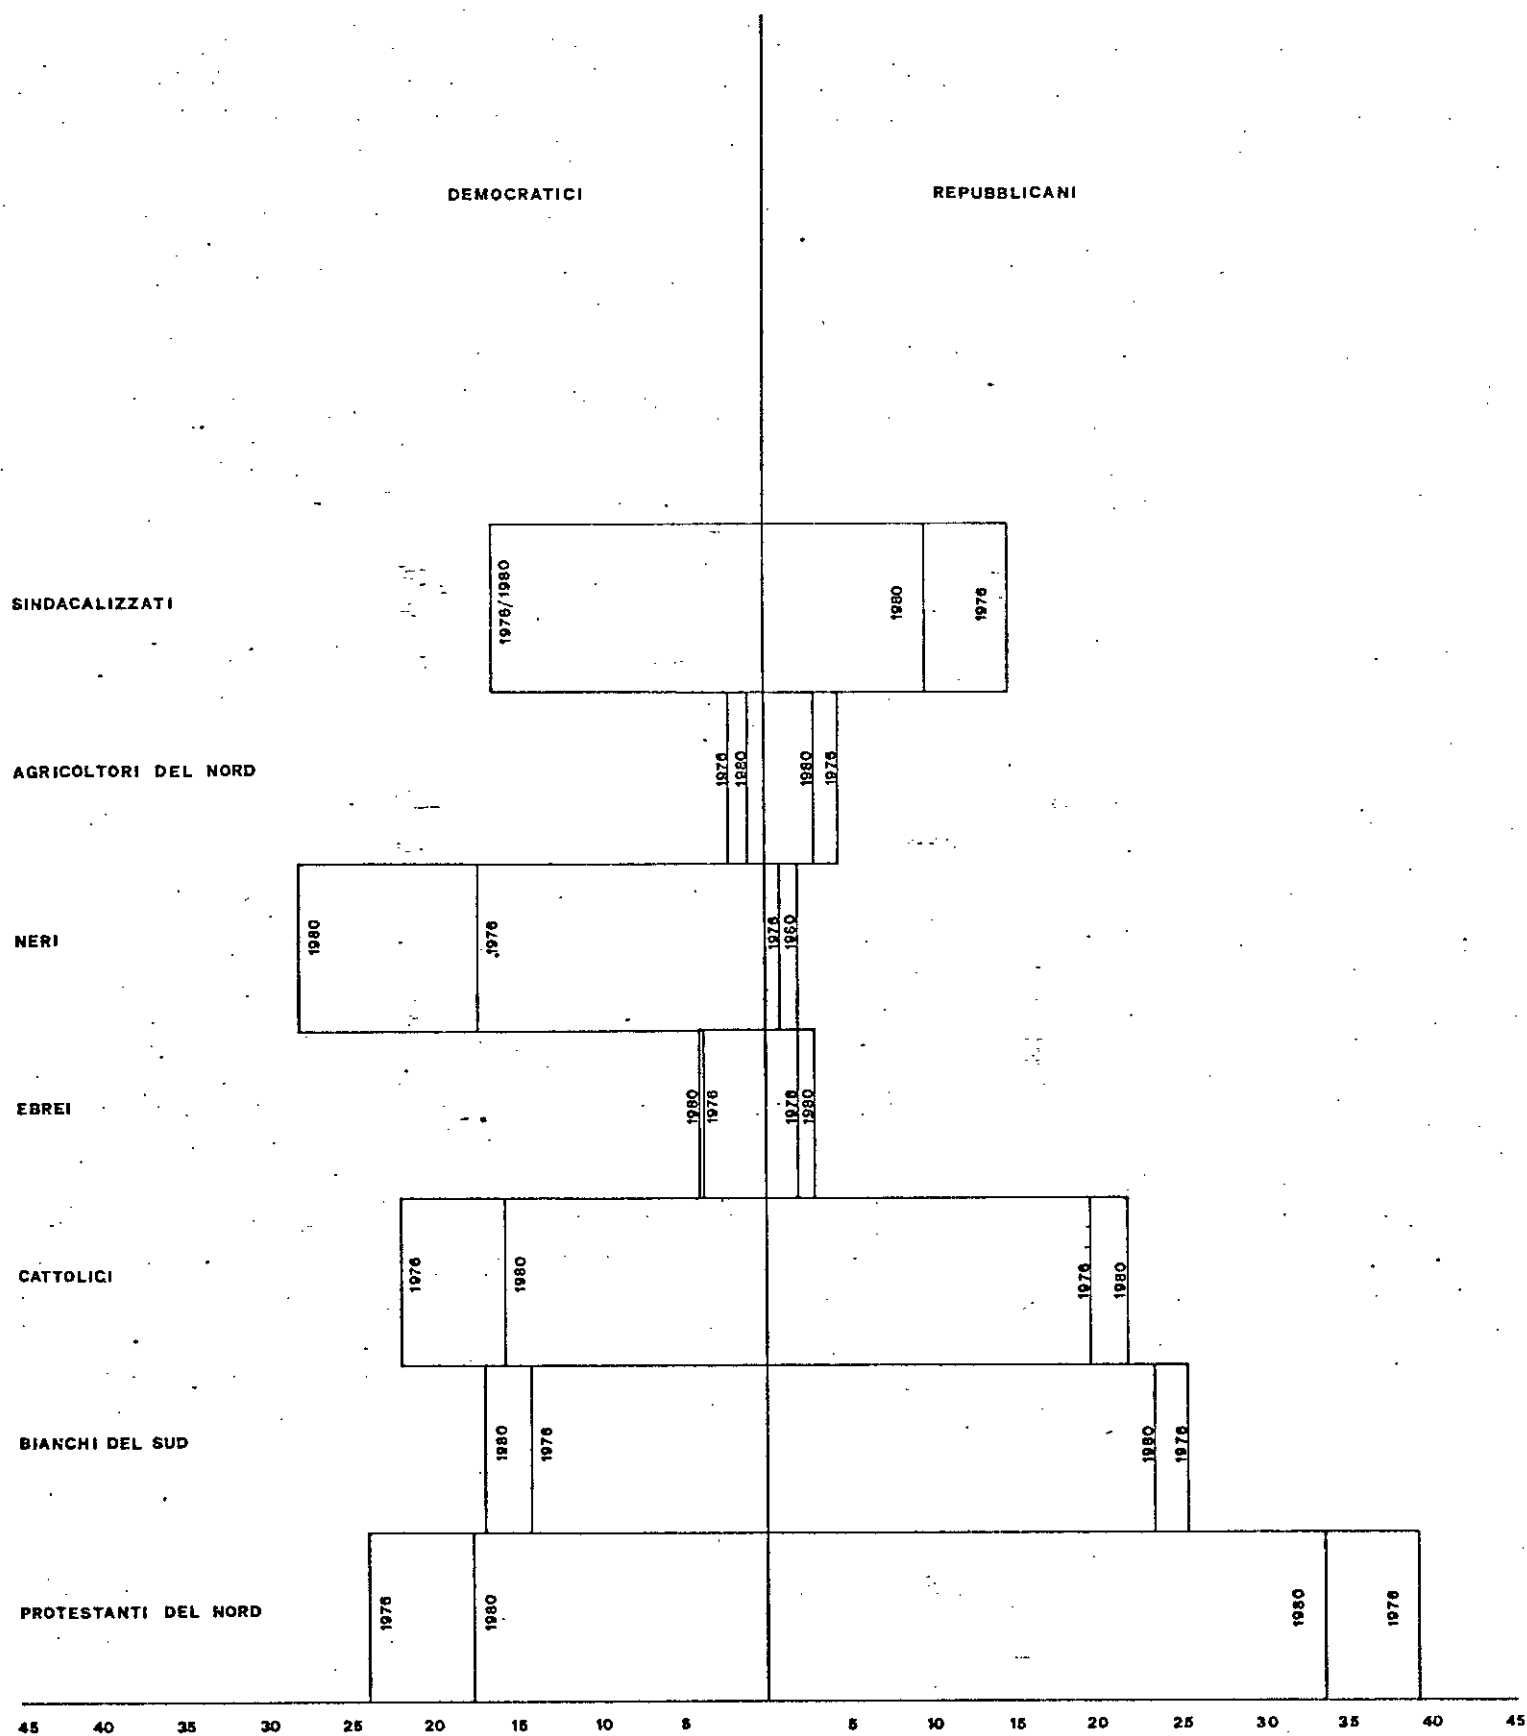 DEMOCRATICI REPUBBLICANI
SINDACALIZZATI 1976/1980 1980 1976
AGRICOLTORI DEL NORD 1976 1980 1980 1976
NERI 1980 1976 1976 1980
EBREI 1980 1976 1976 1980
CATTOLICI 1976 1980 1976 1980
BIANCHI DEL SUD 1980 1976 1980 1976
PROTESTANTI DEL NORD 1976 1980 1980 1976
45 40 35 30 25 20 15 10 5 5 10 15 20 25 30 35 40 45